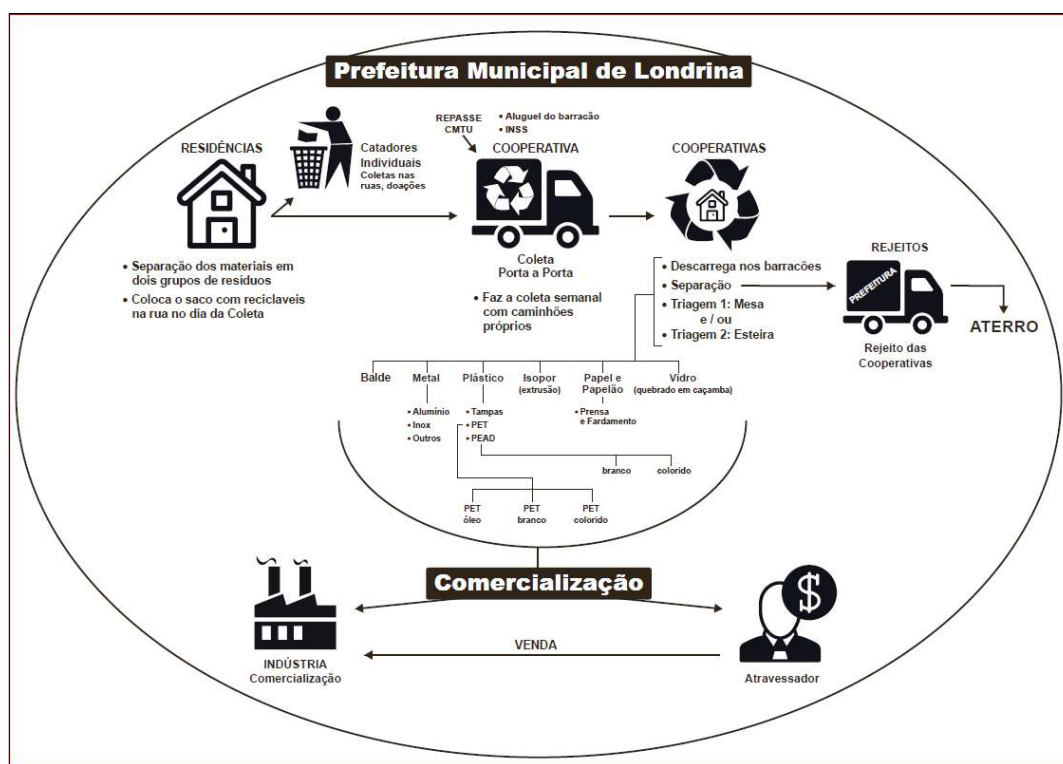 Prefeitura Municipal de Londrina
RESIDÊNCIAS
• Separação dos materiais em
dois grupos de resíduos
• Coloca o saco com reciclaveis
na rua no dia da Coleta
Catadores
Individuais
Coletas nas
ruas, doações
REPASSE
CMTU
• Aluguel do barracão
• INSS
COOPERATIVA
Coleta
Porta a Porta
• Faz a coleta semanal
com caminhões
próprios
COOPERATIVAS
• Descarrega nos barracões
• Separação
• Triagem 1: Mesa
e / ou
• Triagem 2: Esteira
REJEITOS
PREFEITURA
Rejeito das
Cooperativas
ATERRO
Balde
Metal
• Alumínio
• Inox
• Outros
Plástico
• Tampas
• PET
• PEAD
Isopor
(extrusão)
Papel e
Papelão
• Prensa
e Fardamento
Vidro
(quebrado em caçamba)
branco
colorido
PET
óleo
PET
branco
PET
colorido
Comercialização
INDÚSTRIA
Comercialização
VENDA
$
Atravessador